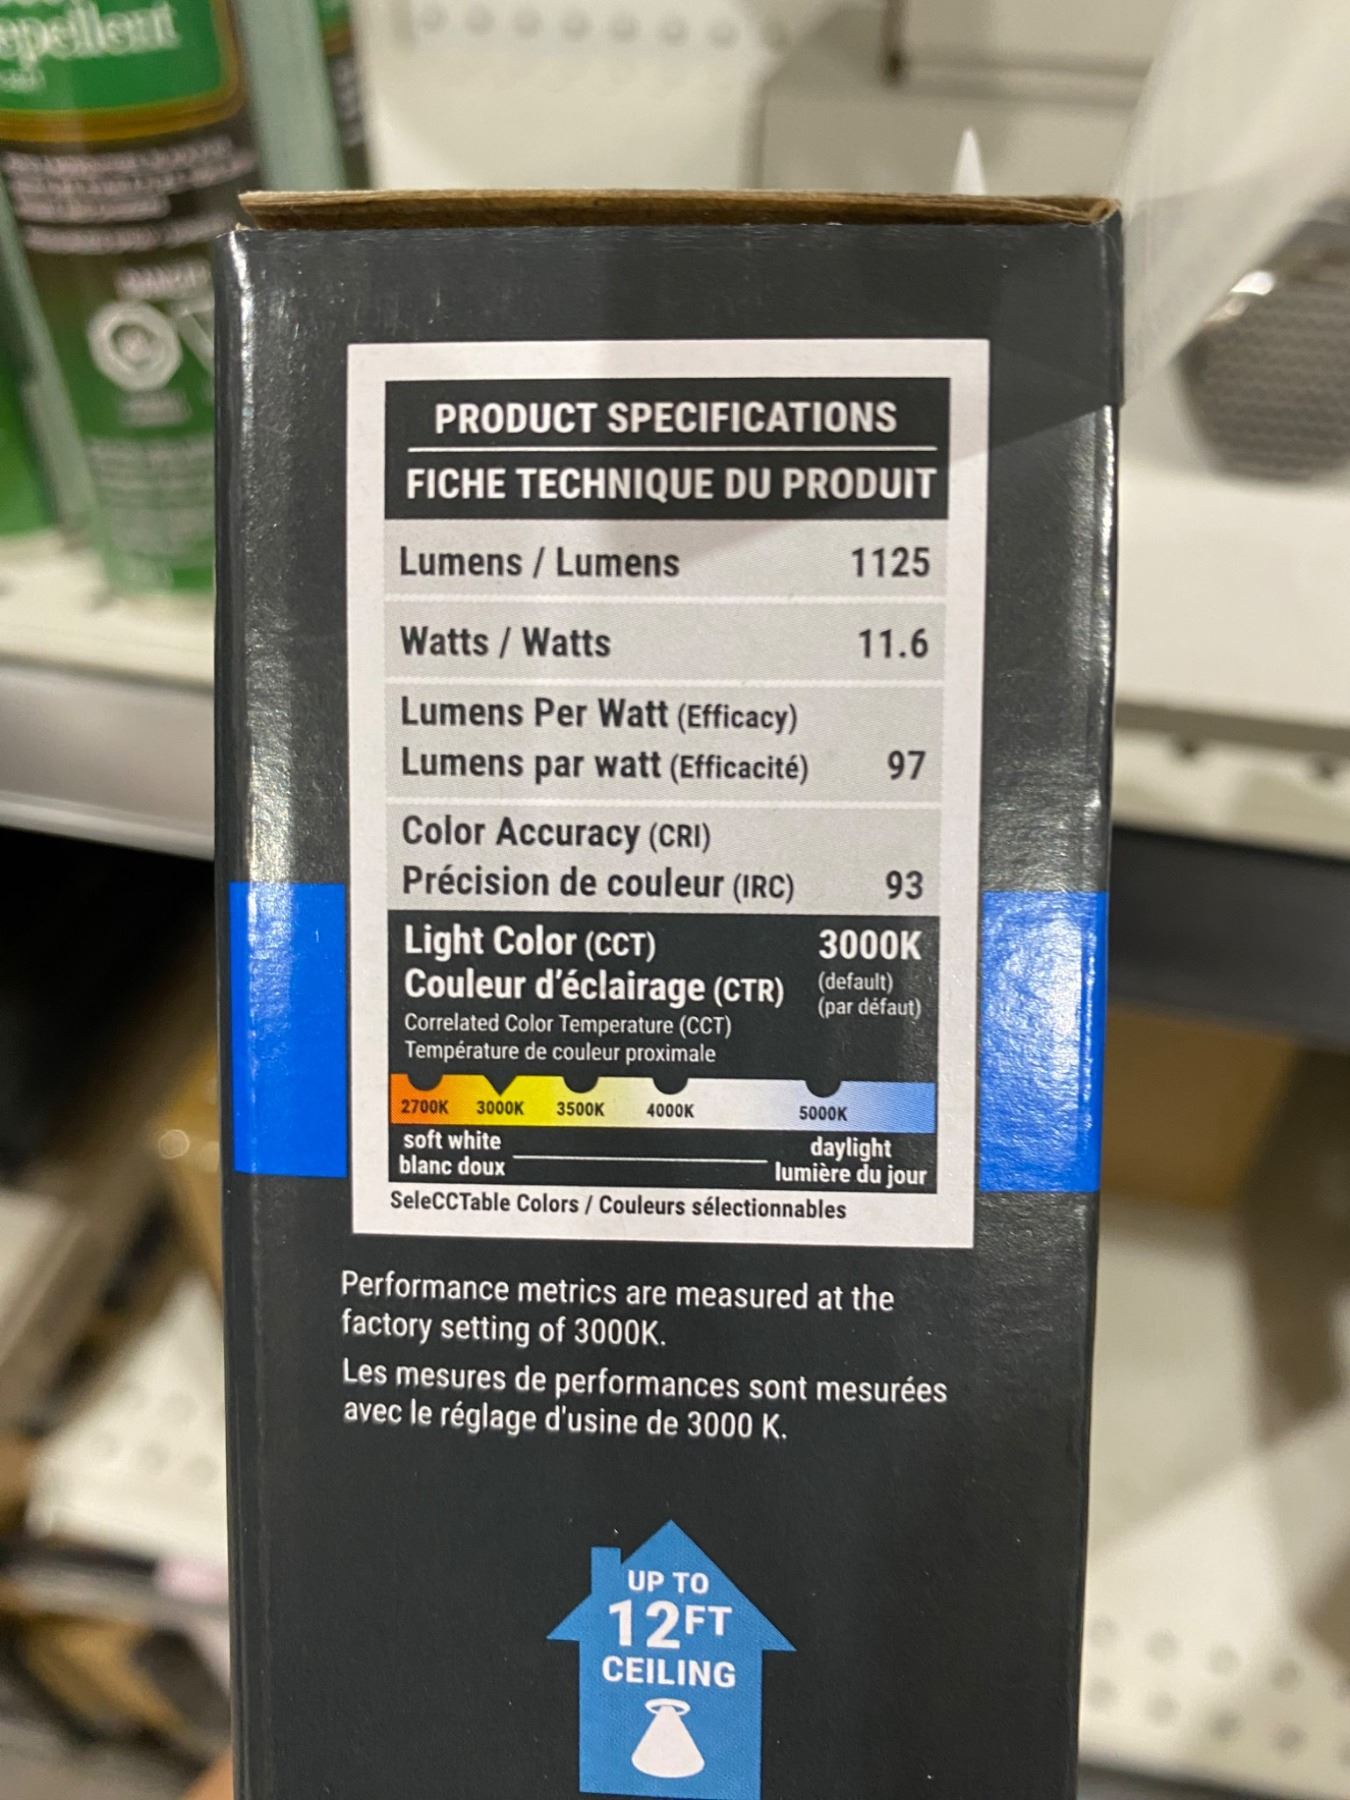 epellent
PRODUCT SPECIFICATIONS
FICHE TECHNIQUE DU PRODUIT
Lumens / Lumens 1125
Watts / Watts 11.6
Lumens Per Watt (Efficacy)
Lumens par watt (Efficacité) 97
Color Accuracy (CRI)
Précision de couleur (IRC) 93
Light Color (CCT) 3000K
Couleur d'éclairage (CTR) (default)
(par défaut)
Correlated Color Temperature (CCT)
Température de couleur proximale
2700K 3000K 3500K 4000K 5000K
soft white daylight
blanc doux lumière du jour
SeleCCTable Colors / Couleurs sélectionnables
Performance metrics are measured at the
factory setting of 3000K.
Les mesures de performances sont mesurées
avec le réglage d'usine de 3000 K.
UP TO
12FT
CEILING